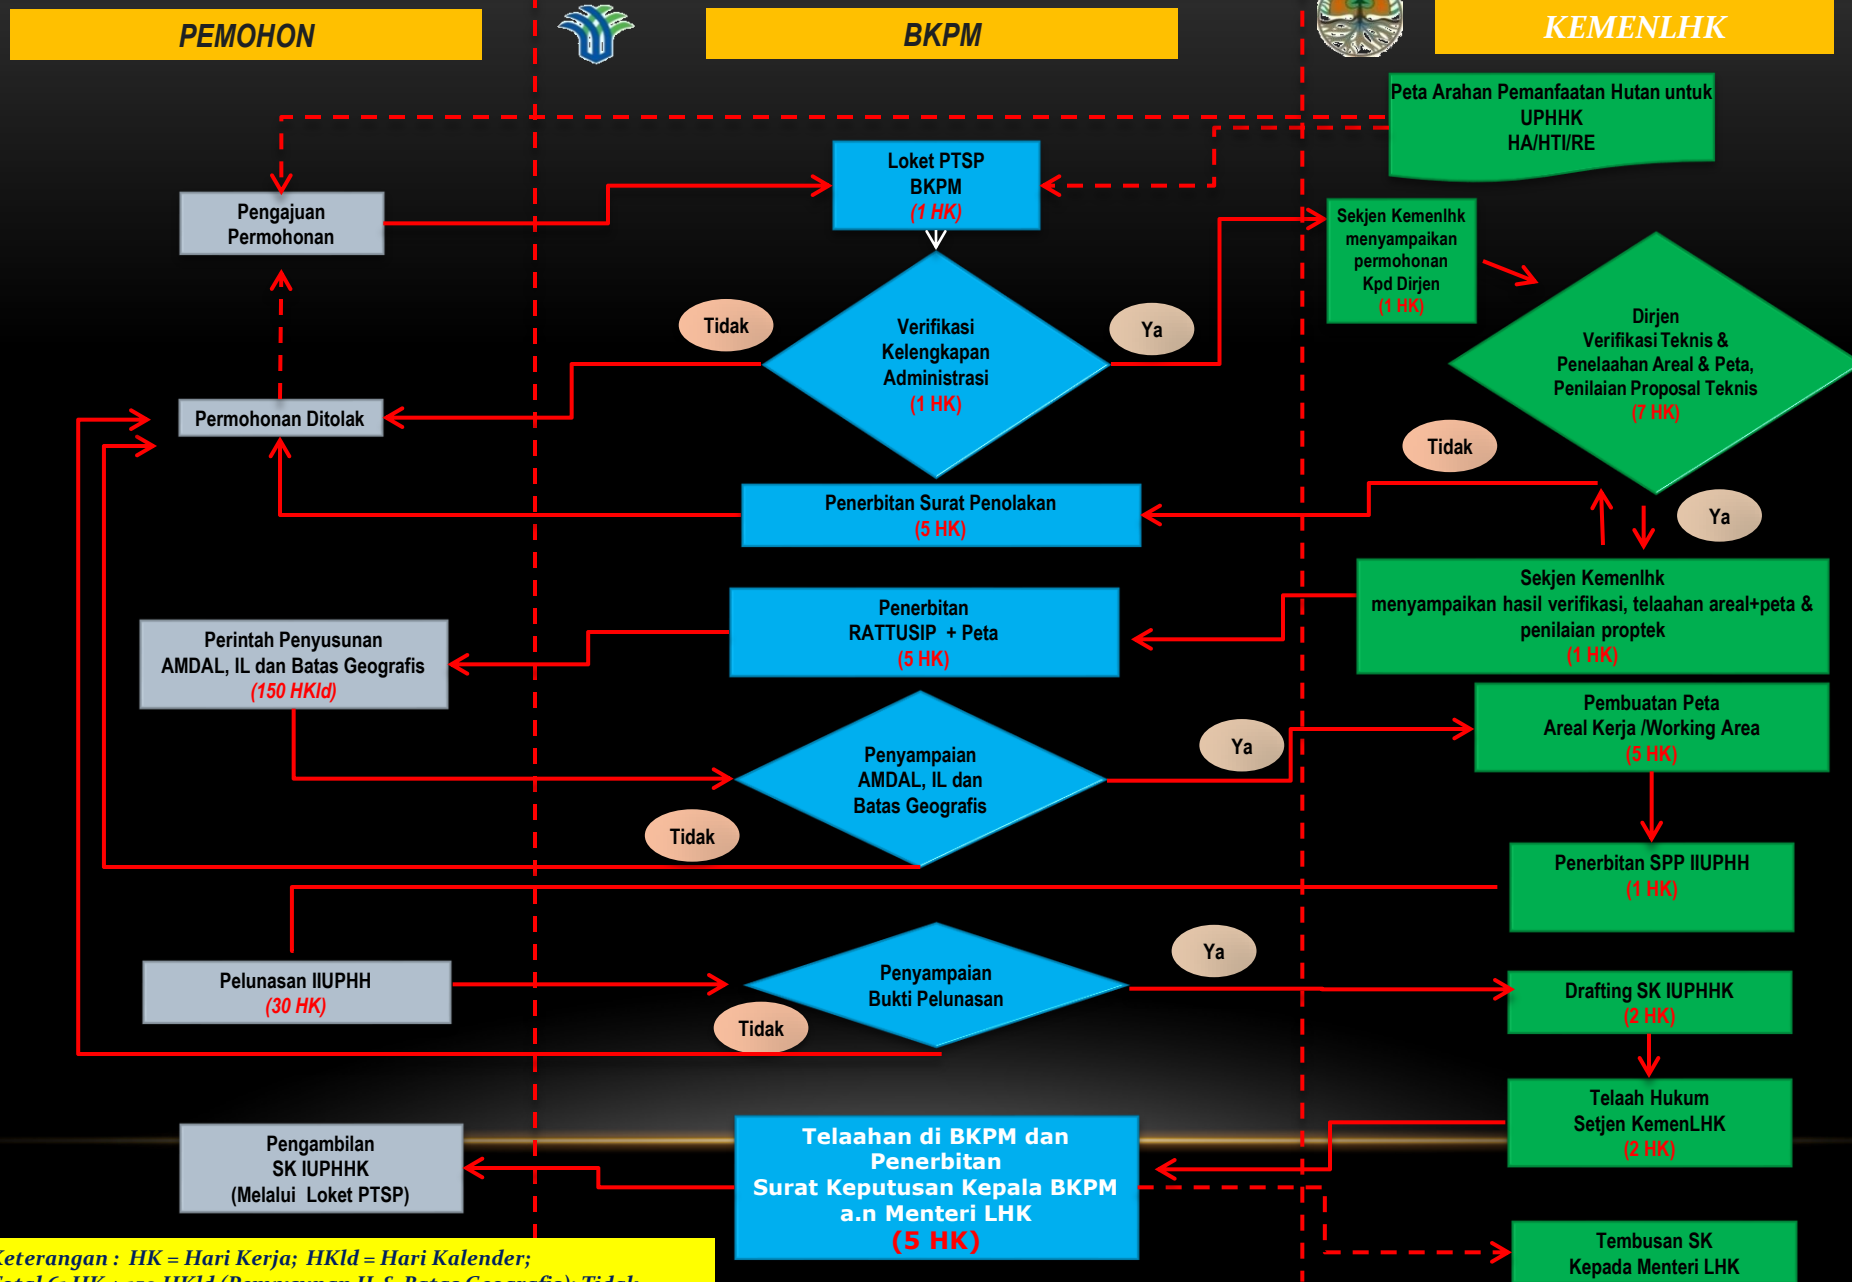 PEMOHON
BKPM
KEMENLHK
Peta Arahan Pemanfaatan Hutan untuk
UPHHK
HA/HTI/RE
Loket PTSP
BKPM
(1 HK)
Pengajuan
Permohonan
Sekjen Kemenlhk
menyampaikan
permohonan
Kpd Dirjen
(1 HK)
Tidak
Verifikasi
Kelengkapan
Administrasi
(1 HK)
Ya
Dirjen
Verifikasi Teknis &
Penelaahan Areal & Peta,
Penilaian Proposal Teknis
(7 HK)
Permohonan Ditolak
Tidak
Ya
Penerbitan Surat Penolakan
(5 HK)
Sekjen Kemenlhk
menyampaikan hasil verifikasi, telaahan areal+peta &
penilaian proptek
(1 HK)
Penerbitan
RATTUSIP + Peta
(5 HK)
Perintah Penyusunan
AMDAL, IL dan Batas Geografis
(150 HKld)
Pembuatan Peta
Areal Kerja /Working Area
(5 HK)
Penyampaian
AMDAL, IL dan
Batas Geografis
Ya
Tidak
Penerbitan SPP IIUPHH
(1 HK)
Pelunasan IIUPHH
(30 HK)
Penyampaian
Bukti Pelunasan
Ya
Tidak
Drafting SK IUPHHK
(2 HK)
Telaah Hukum
Setjen KemenLHK
(2 HK)
Pengambilan
SK IUPHHK
(Melalui Loket PTSP)
Telaahan di BKPM dan
Penerbitan
Surat Keputusan Kepala BKPM
a.n Menteri LHK
(5 HK)
Tembusan SK
Kepada Menteri LHK
Keterangan : HK = Hari Kerja; HKld = Hari Kalender;